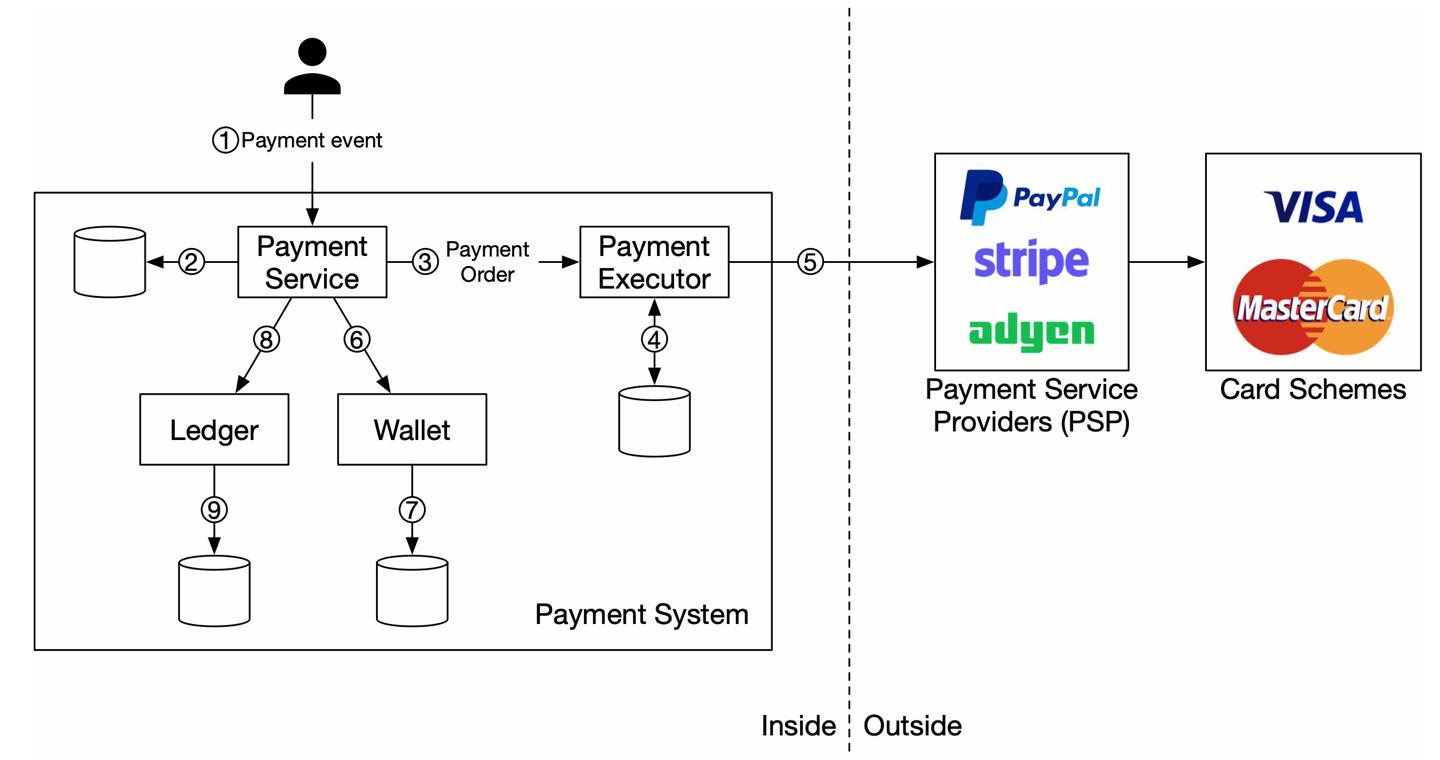 ① Payment event
Payment
Service
②
③ Payment
Order
Payment
Executor
⑤
⑧
⑥
④
Ledger
Wallet
⑨
⑦
Payment System
PayPal
stripe
adyen
Payment Service
Providers (PSP)
VISA
MasterCard
Card Schemes
Inside
Outside